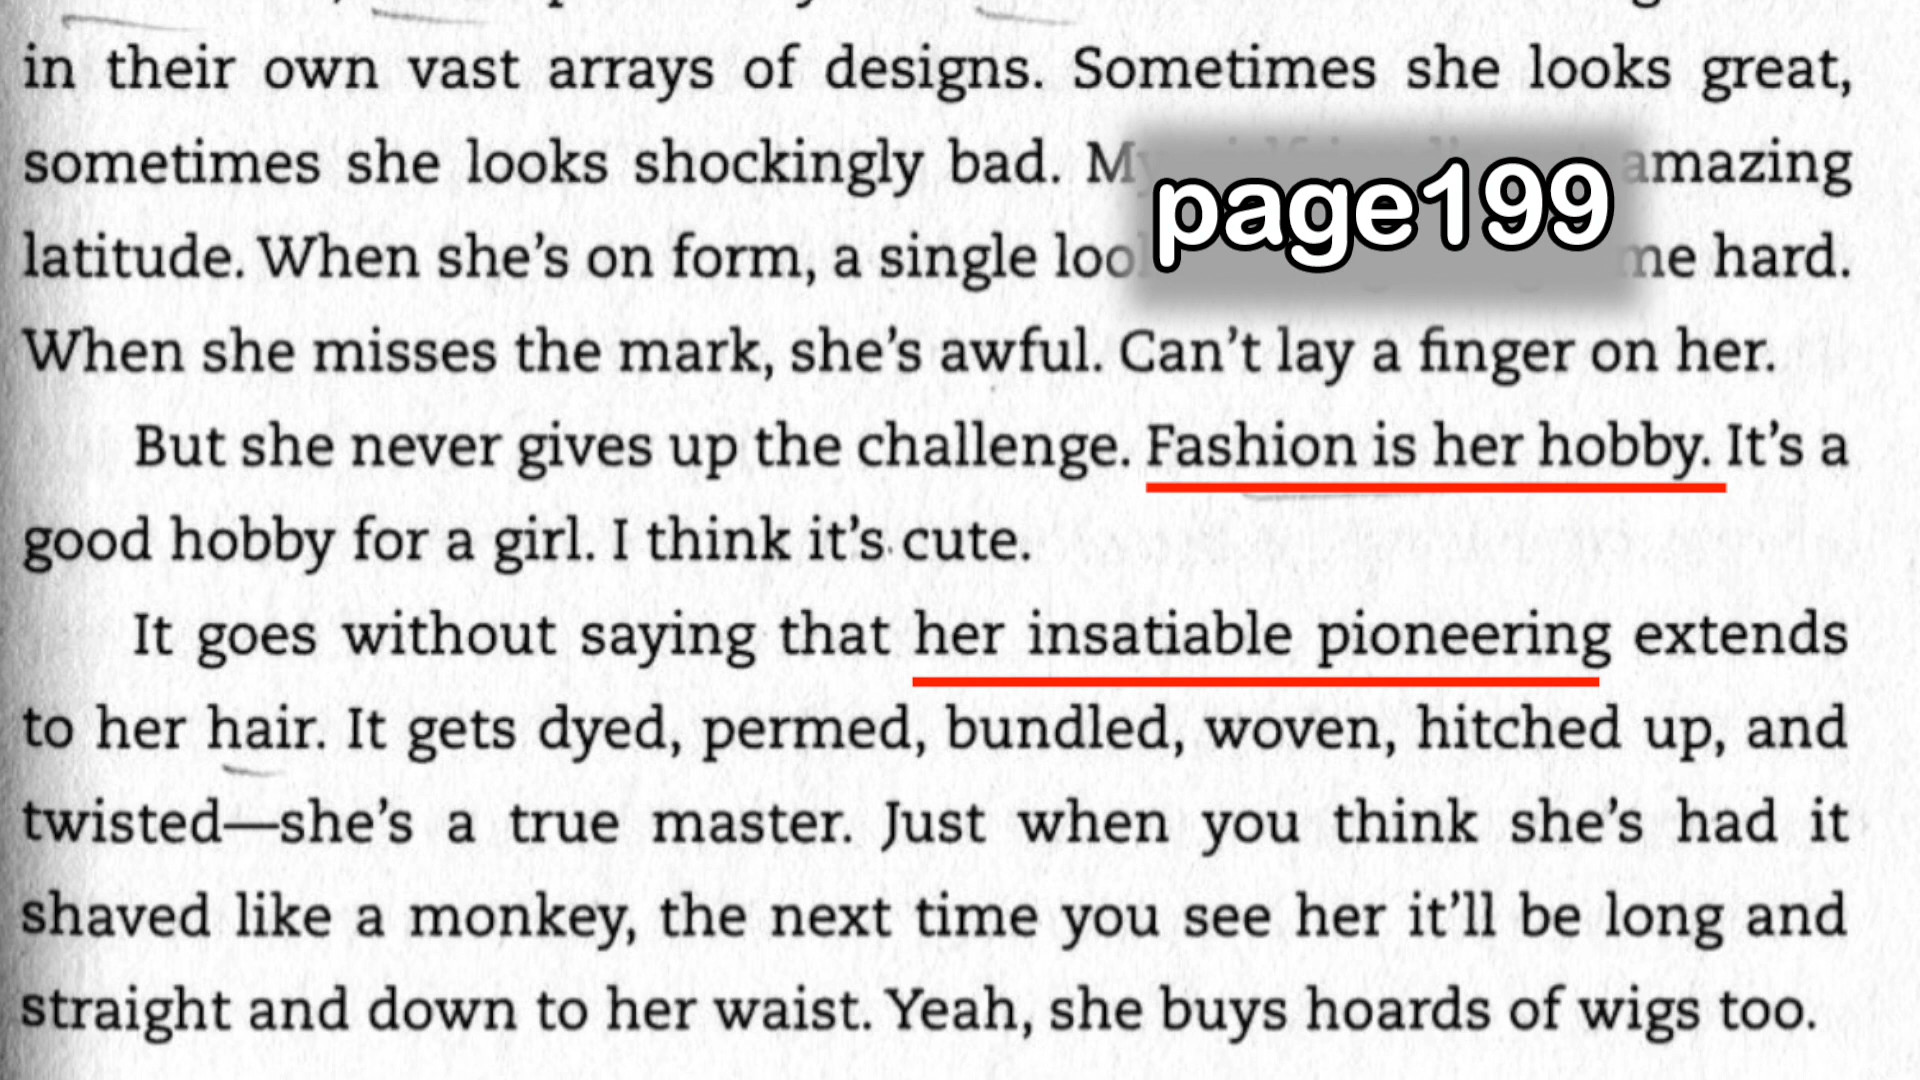 in their own vast arrays of designs. Sometimes she looks great,
sometimes she looks shockingly bad. My amazing
page199
latitude. When she's on form, a single me hard.
When she misses the mark, she's awful. Can't lay a finger on her.
But she never gives up the challenge. Fashion is her hobby. It's a
good hobby for a girl. I think it's cute.
It goes without saying that her insatiable pioneering extends
to her hair. It gets dyed, permed, bundled, woven, hitched up, and
twisted—she's a true master. Just when you think she's had it
shaved like a monkey, the next time you see her it'll be long and
straight and down to her waist. Yeah, she buys hoards of wigs too.